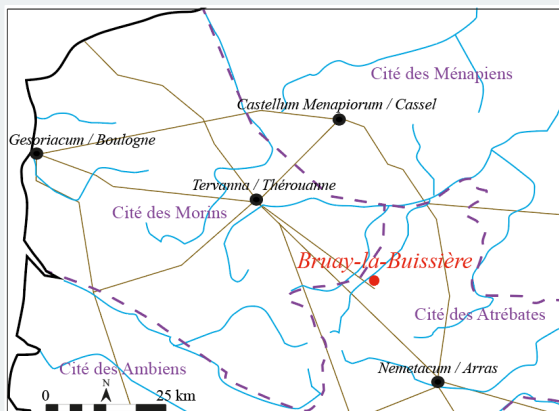 Cité des Ménapiens
Castellum Menapiorum / Cassel
Gesoriacum / Boulogne
Tervanna / Thérouanne
Cité des Morins
Bruay-la-Buissière
Cité des Atrébates
Cité des Ambiens
Nemetacum / Arras
N
0 25 km